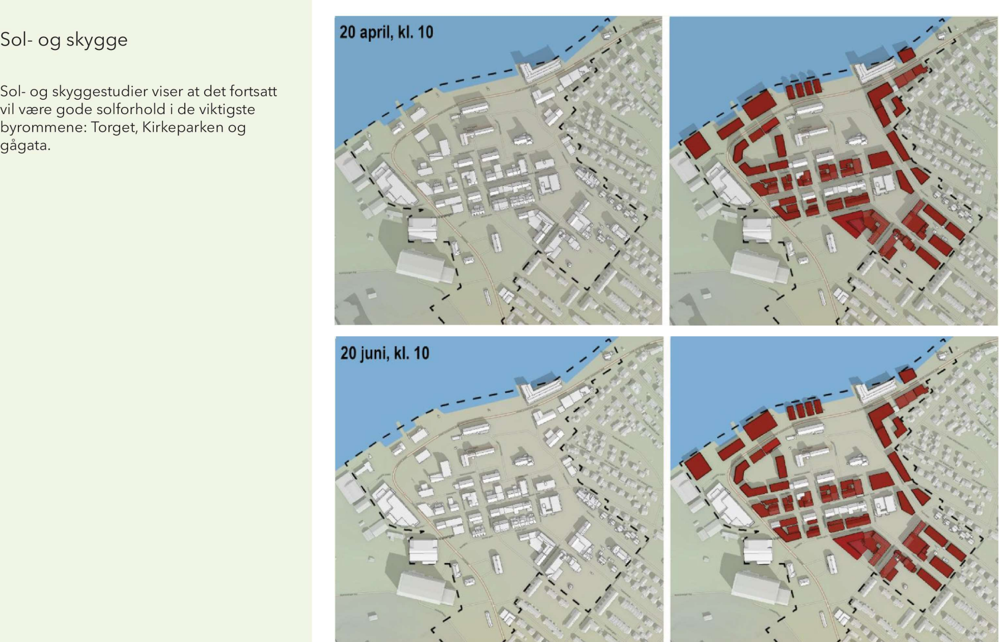 Sol- og skygge
Sol- og skyggestudier viser at det fortsatt
vil være gode solforhold i de viktigste
byrommene: Torget, Kirkeparken og
gågata.
20 april, kl. 10
20 juni, kl. 10